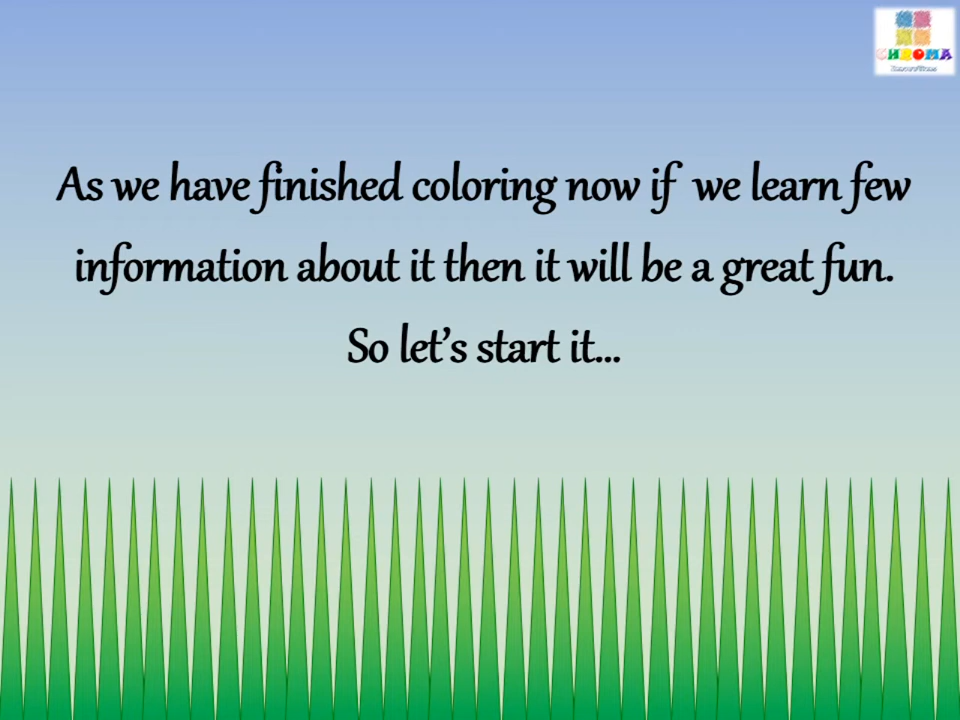 CHROMA
As we have finished coloring now if we learn few
information about it then it will be a great fun.
So let's start it...